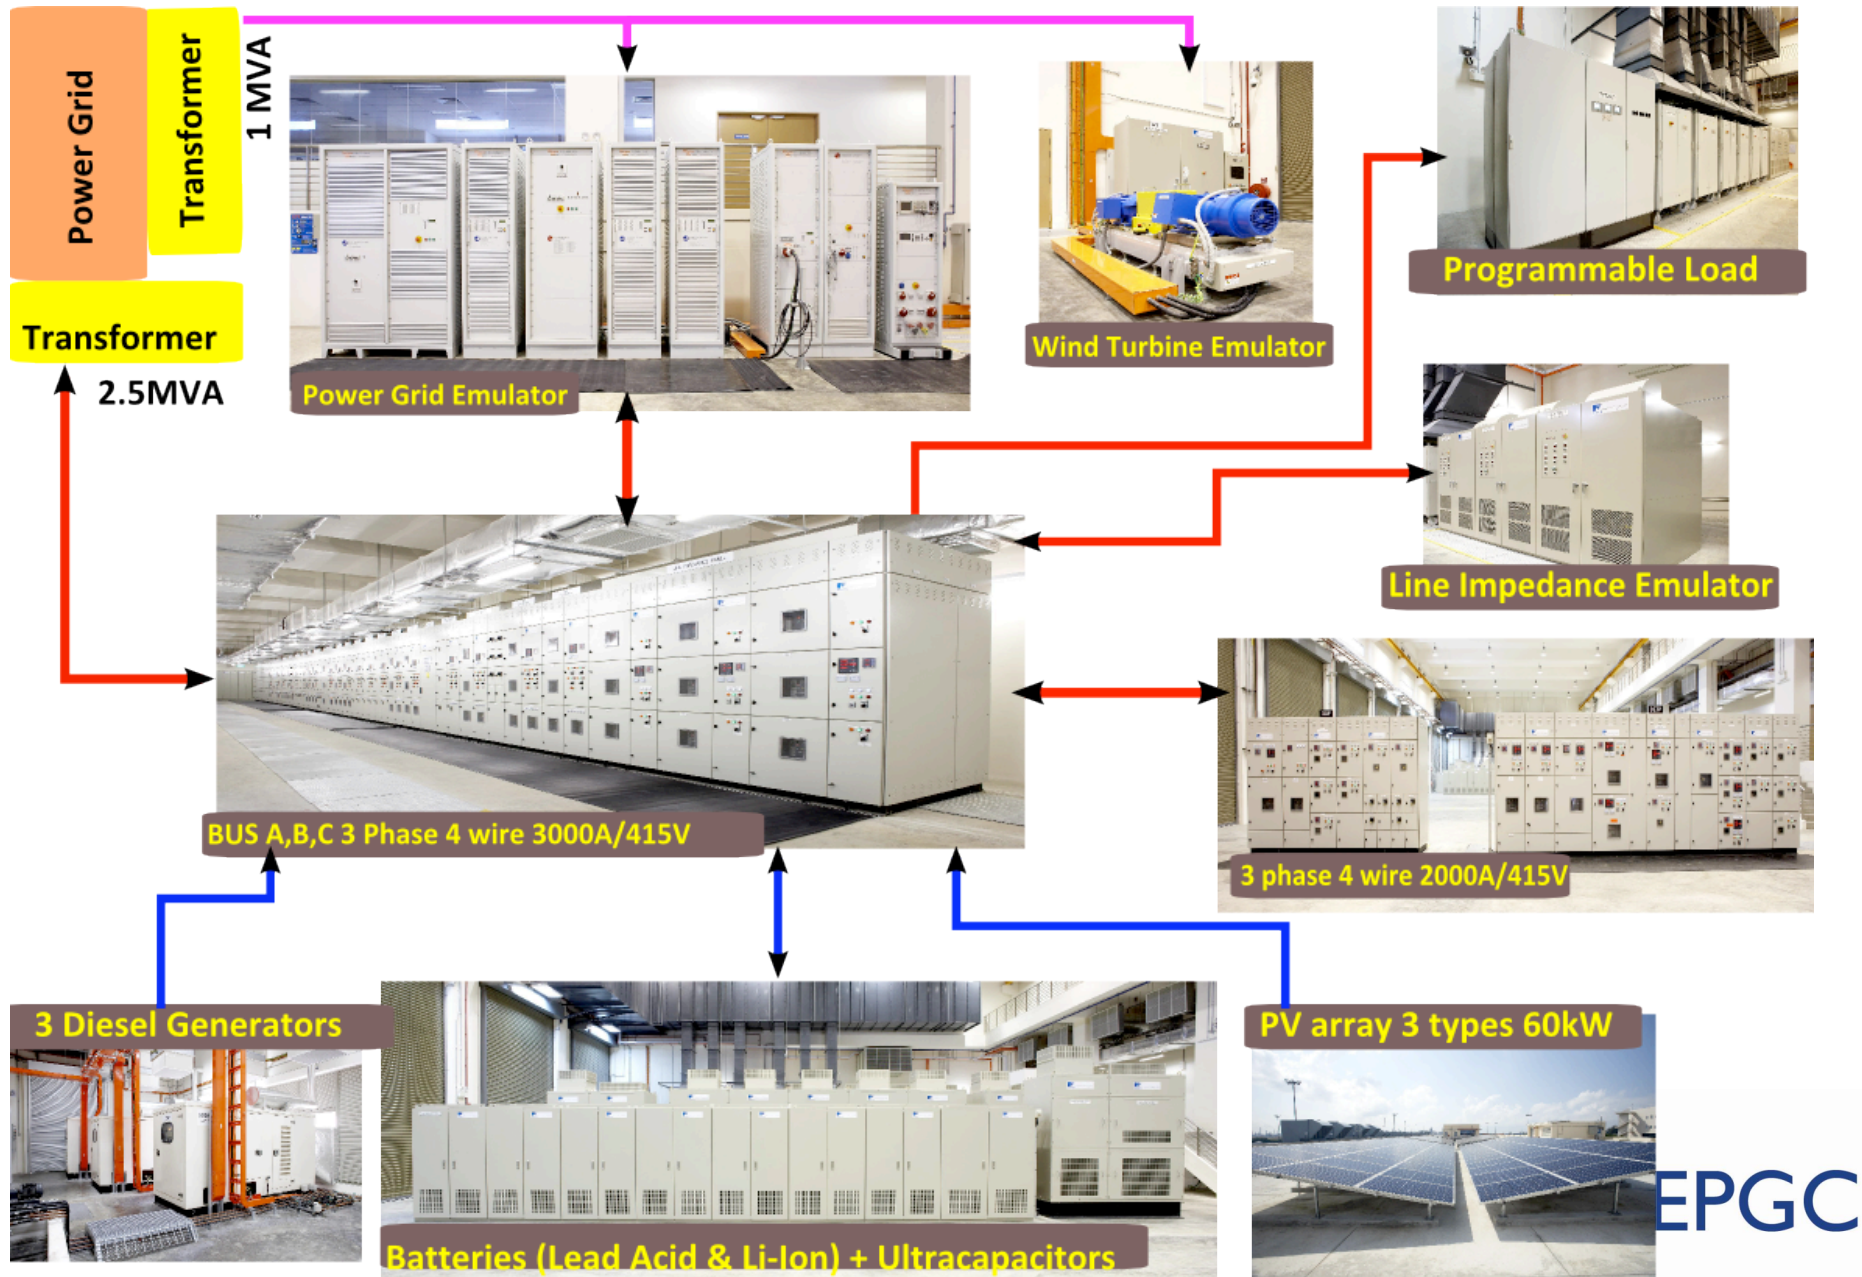 Power Grid
Transformer
1 MVA
Transformer
2.5MVA
Power Grid Emulator
Wind Turbine Emulator
Programmable Load
Line Impedance Emulator
BUS A,B,C 3 Phase 4 wire 3000A/415V
3 phase 4 wire 2000A/415V
3 Diesel Generators
Batteries (Lead Acid & Li-Ion) + Ultracapacitors
PV array 3 types 60kW
EPGC